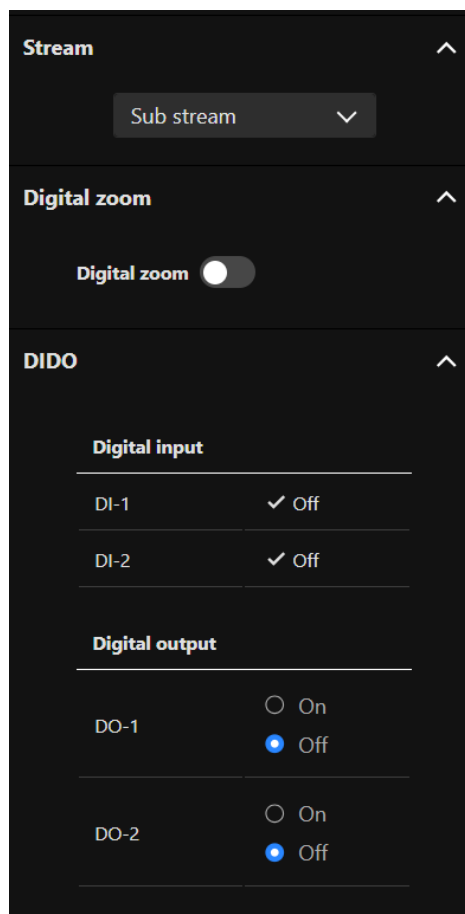 Stream
Sub stream
Digital zoom
Digital zoom
DIDO
Digital input
DI-1 Off
DI-2 Off
Digital output
DO-1
On
Off
DO-2
On
Off